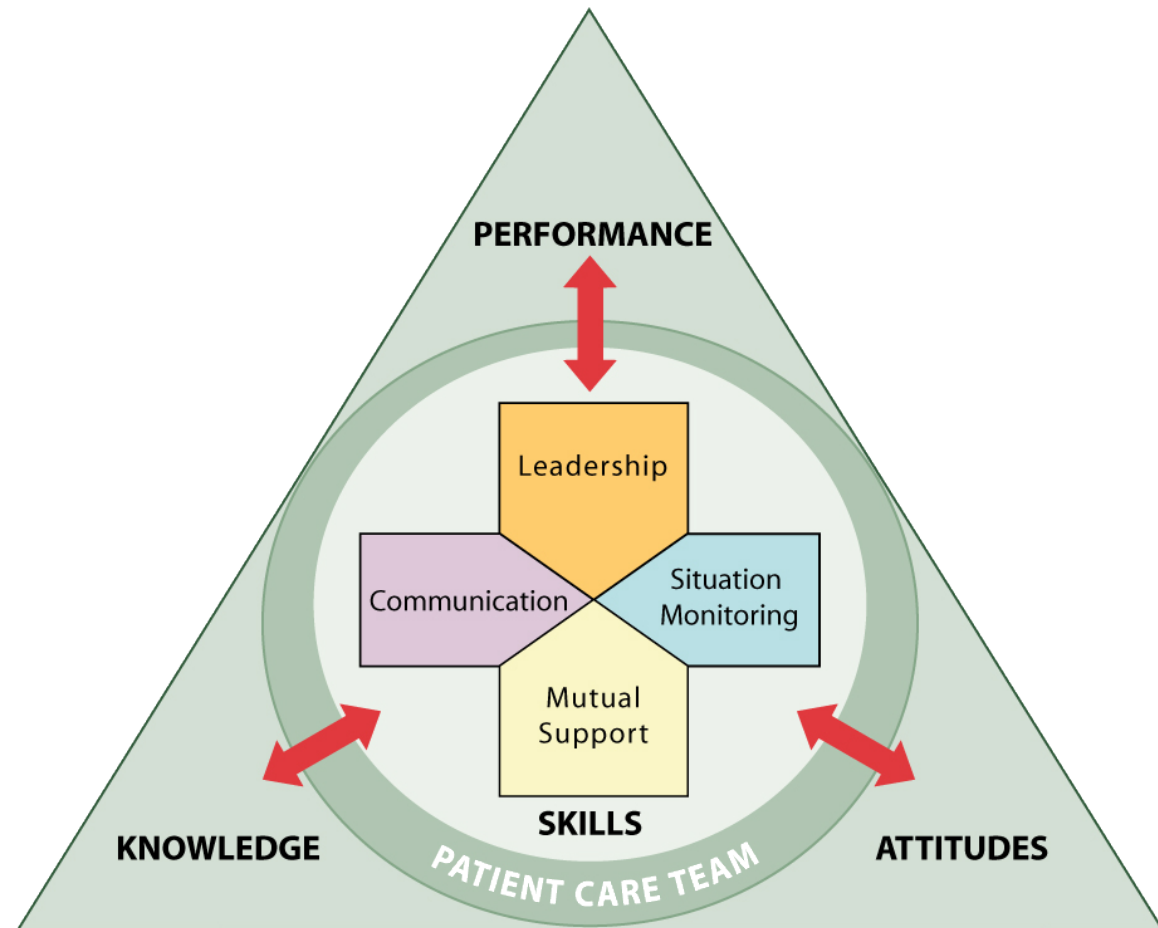 PERFORMANCE
Leadership
Communication
Situation
Monitoring
Mutual
Support
SKILLS
KNOWLEDGE
ATTITUDES
PATIENT CARE TEAM